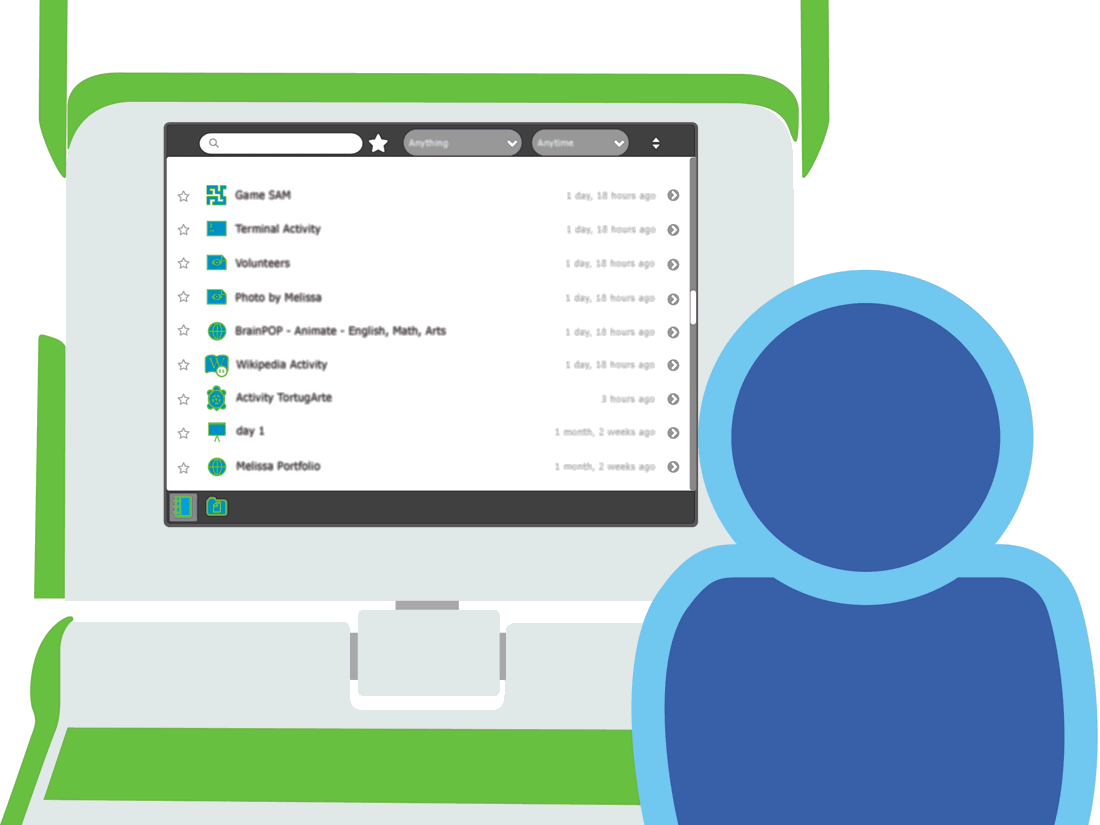 Anything Anytime
Game SAM 1 day, 18 hours ago
Terminal Activity 1 day, 18 hours ago
Volunteers 1 day, 18 hours ago
Photo by Melissa 1 day, 18 hours ago
BrainPOP - Animate - English, Math, Arts 1 day, 18 hours ago
Wikipedia Activity 1 day, 18 hours ago
Activity TortugArte 3 hours ago
day 1 1 month, 2 weeks ago
Melissa Portfolio 1 month, 2 weeks ago